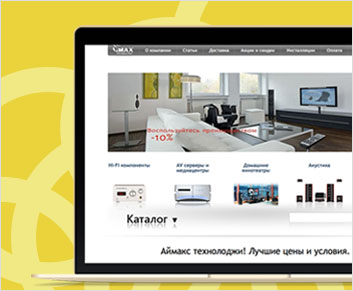 iMAX
О компании Статьи Доставка Акции и скидки Инсталляции Оплата
Воспользуйтесь
-10%
HI-FI компоненты AV серверы и медиацентры Домашние кинотеатры Акустика
Каталог ▼
Аймакс технолоджи! Лучшие цены и условия.